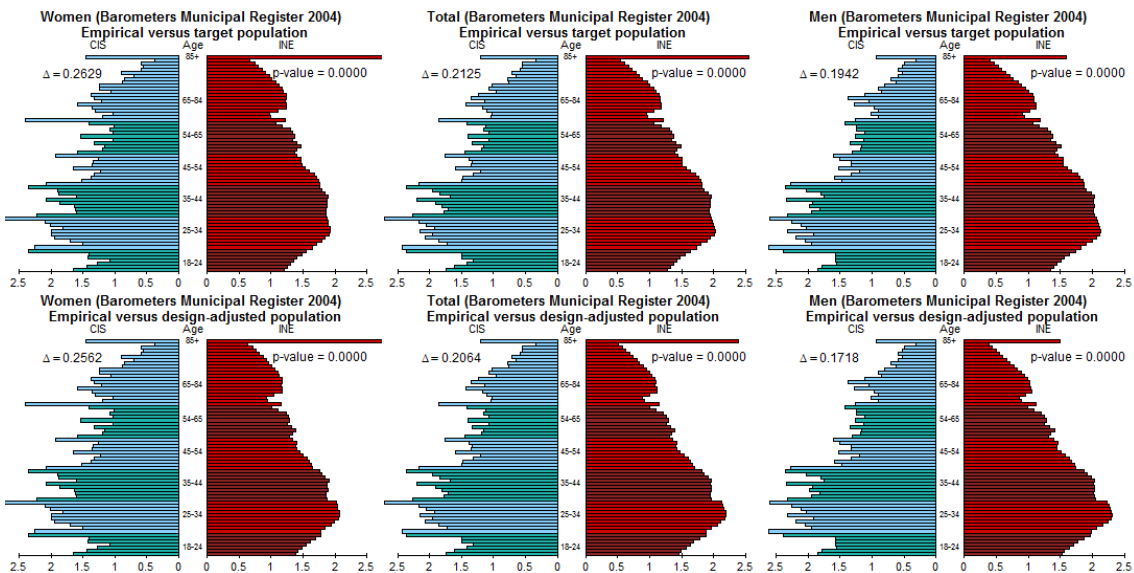 Women (Barometers Municipal Register 2004)
Empirical versus target population
CIS Age INE
85+
Δ = 0.2629 p-value = 0.0000
65-84
54-65
45-54
35-44
25-34
18-24
2.5 2 1.5 1 0.5 0 0 0.5 1 1.5 2 2.5
Total (Barometers Municipal Register 2004)
Empirical versus target population
CIS Age INE
85+
Δ = 0.2125 p-value = 0.0000
65-84
54-65
45-54
35-44
25-34
18-24
2.5 2 1.5 1 0.5 0 0 0.5 1 1.5 2 2.5
Men (Barometers Municipal Register 2004)
Empirical versus target population
CIS Age INE
85+
Δ = 0.1942 p-value = 0.0000
65-84
54-65
45-54
35-44
25-34
18-24
2.5 2 1.5 1 0.5 0 0 0.5 1 1.5 2 2.5
Women (Barometers Municipal Register 2004)
Empirical versus design-adjusted population
CIS Age INE
85+
Δ = 0.2562 p-value = 0.0000
65-84
54-65
45-54
35-44
25-34
18-24
2.5 2 1.5 1 0.5 0 0 0.5 1 1.5 2 2.5
Total (Barometers Municipal Register 2004)
Empirical versus design-adjusted population
CIS Age INE
85+
Δ = 0.2064 p-value = 0.0000
65-84
54-65
45-54
35-44
25-34
18-24
2.5 2 1.5 1 0.5 0 0 0.5 1 1.5 2 2.5
Men (Barometers Municipal Register 2004)
Empirical versus design-adjusted population
CIS Age INE
85+
Δ = 0.1718 p-value = 0.0000
65-84
54-65
45-54
35-44
25-34
18-24
2.5 2 1.5 1 0.5 0 0 0.5 1 1.5 2 2.5